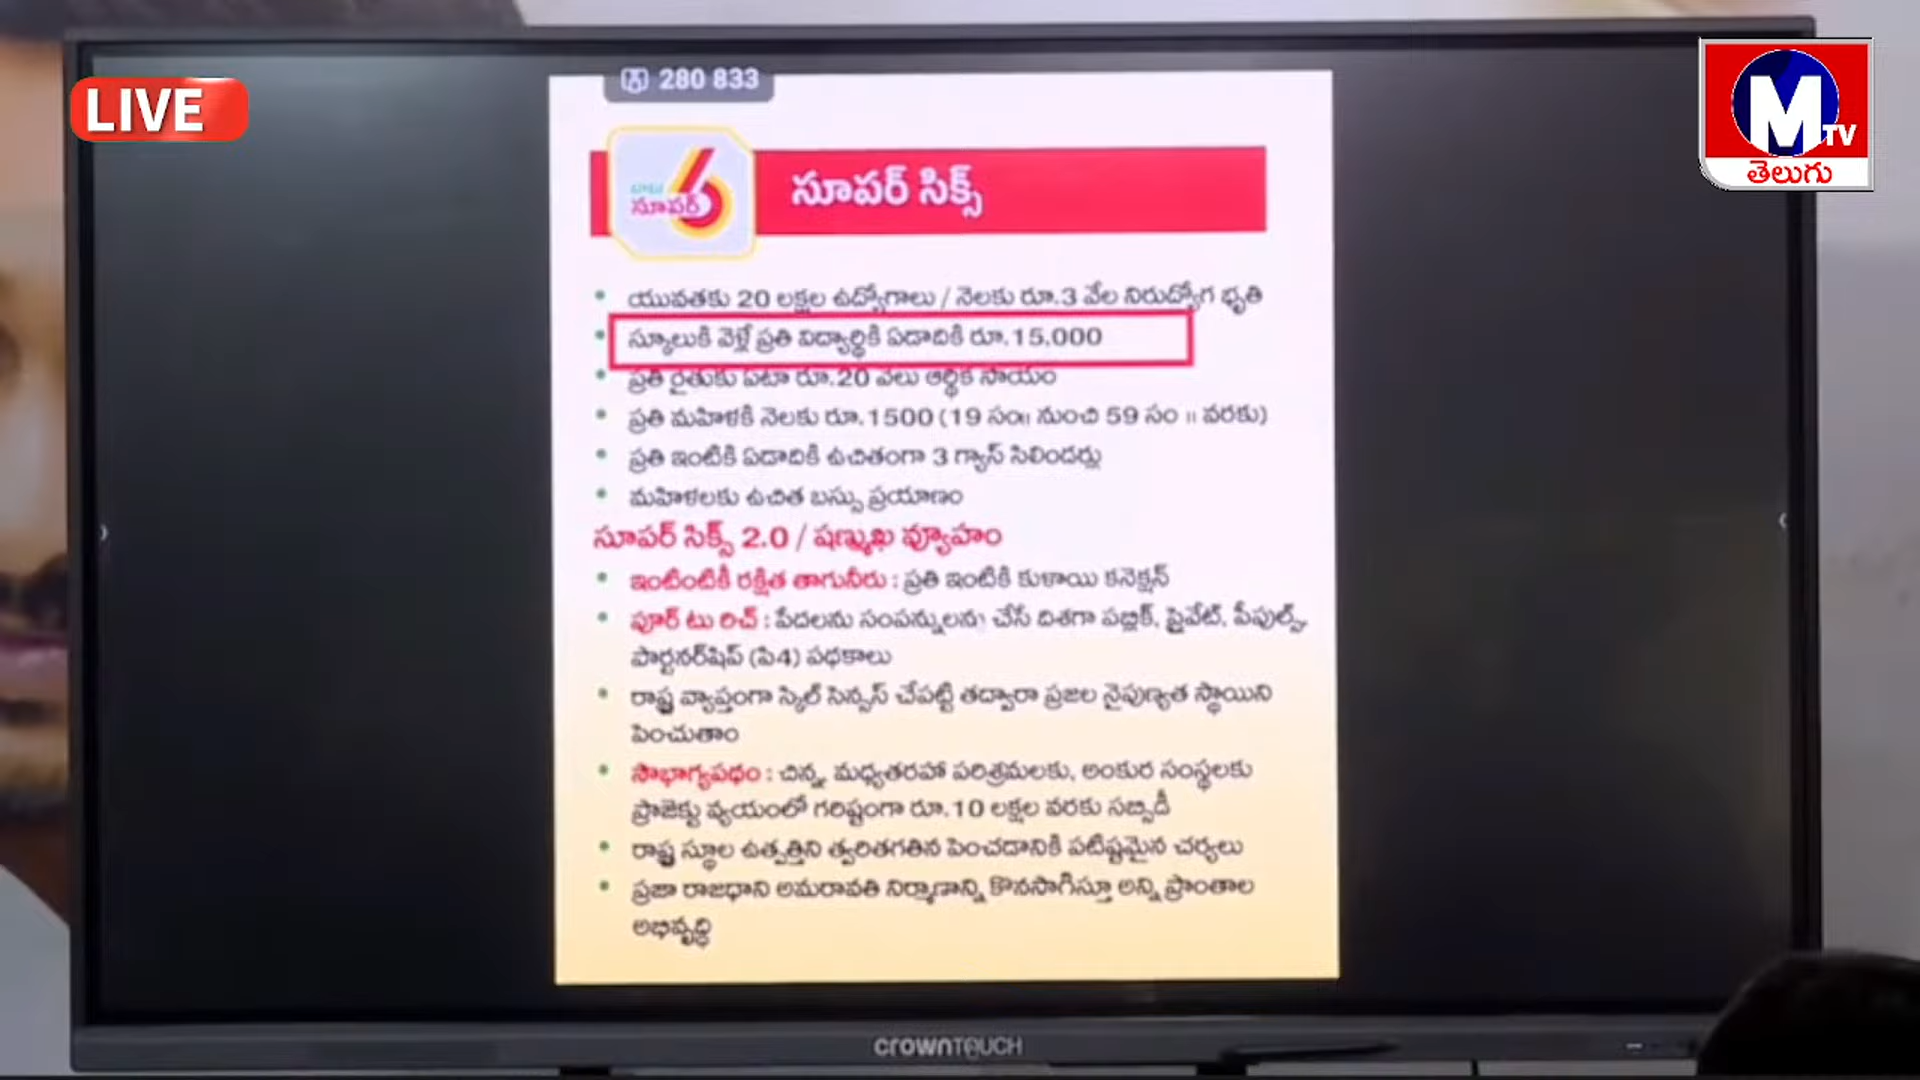 LIVE
280 833
M TV
తెలుగు
బాబు
సూపర్ 6
సూపర్ సిక్స్
• యువతకు 20 లక్షల ఉద్యోగాలు / నెలకు రూ.3 వేల నిరుద్యోగ భృతి
• స్కూలుకి వెళ్లే ప్రతి విద్యార్థికి ఏడాదికి రూ.15.000
• ప్రతి రైతుకు ఏటా రూ.20 వేలు ఆర్థిక సాయం
• ప్రతి మహిళకి నెలకు రూ.1500 (19 సం॥ నుంచి 59 సం ॥ వరకు)
• ప్రతి ఇంటికి ఏడాదికి ఉచితంగా 3 గ్యాస్ సిలిండర్లు
• మహిళలకు ఉచిత బస్సు ప్రయాణం
సూపర్ సిక్స్ 2.0 / షణ్ముఖ వ్యూహం
• ఇంటింటికీ రక్షిత తాగునీరు : ప్రతి ఇంటికి కుళాయి కనెక్షన్
• పూర్ టు రిచ్ : పేదలను సంపన్నులను చేసే దిశగా పబ్లిక్, ప్రైవేట్, పీపుల్స్
పార్టనర్‌షిప్ (పి4) పథకాలు
• రాష్ట్ర వ్యాప్తంగా స్కిల్ సెన్సస్ చేపట్టి తద్వారా ప్రజల నైపుణ్యత స్థాయిని
పెంచుతాం
• సౌభాగ్యపథం : చిన్న, మధ్యతరహా పరిశ్రమలకు, అంకుర సంస్థలకు
ప్రాజెక్టు వ్యయంలో గరిష్టంగా రూ.10 లక్షల వరకు సబ్సిడీ
• రాష్ట్ర స్థూల ఉత్పత్తిని త్వరితగతిన పెంచడానికి పటిష్టమైన చర్యలు
• ప్రజా రాజధాని అమరావతి నిర్మాణాన్ని కొనసాగిస్తూ అన్ని ప్రాంతాల
అభివృద్ధి
CROWNTOUCH